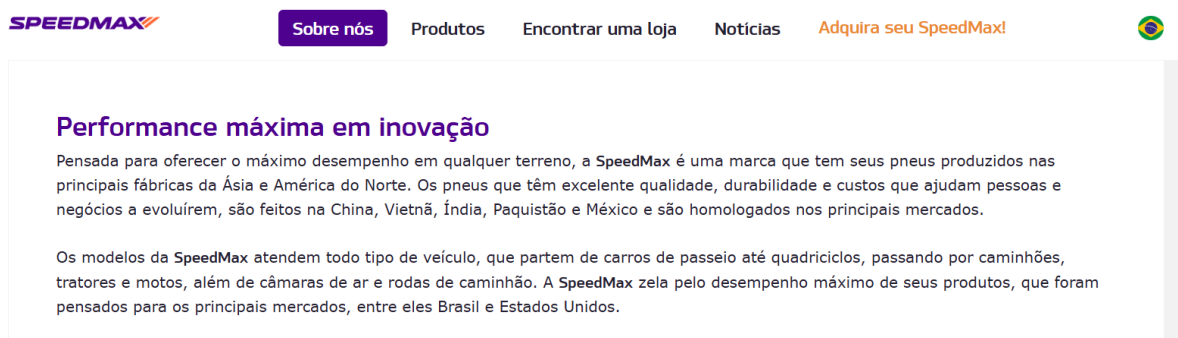 SPEEDMAX
Sobre nós
Produtos
Encontrar uma loja
Notícias
Adquira seu SpeedMax!
Performance máxima em inovação
Pensada para oferecer o máximo desempenho em qualquer terreno, a SpeedMax é uma marca que tem seus pneus produzidos nas
principais fábricas da Ásia e América do Norte. Os pneus que têm excelente qualidade, durabilidade e custos que ajudam pessoas e
negócios a evoluírem, são feitos na China, Vietnã, Índia, Paquistão e México e são homologados nos principais mercados.
Os modelos da SpeedMax atendem todo tipo de veículo, que partem de carros de passeio até quadriciclos, passando por caminhões,
tratores e motos, além de câmaras de ar e rodas de caminhão. A SpeedMax zela pelo desempenho máximo de seus produtos, que foram
pensados para os principais mercados, entre eles Brasil e Estados Unidos.